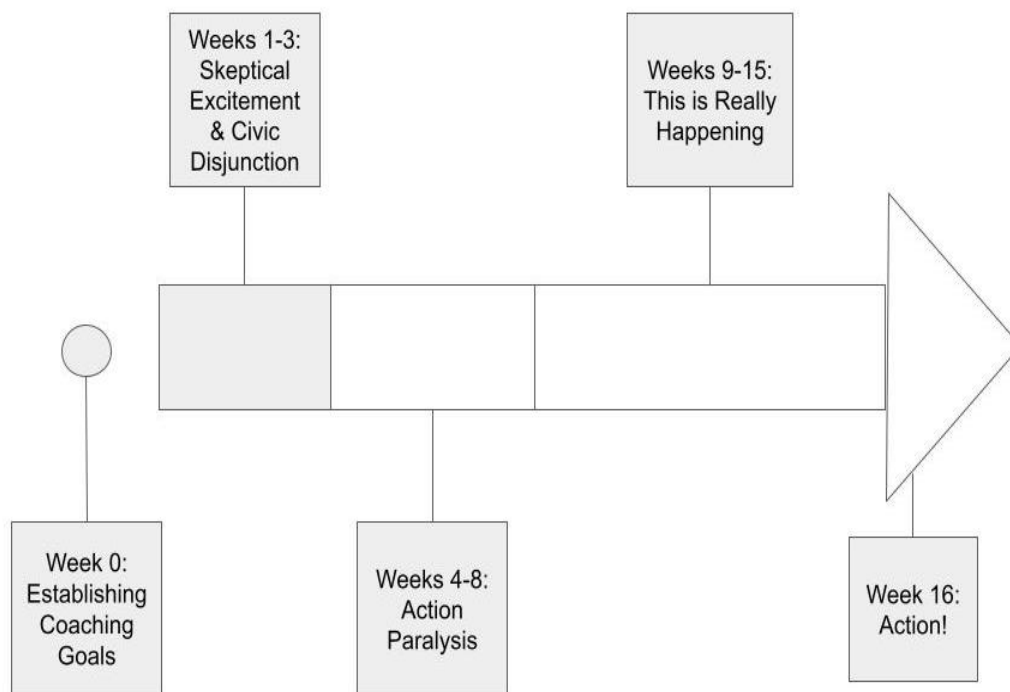 Weeks 1-3:
Skeptical
Excitement
& Civic
Disjunction
Weeks 9-15:
This is Really
Happening
Week 0:
Establishing
Coaching
Goals
Weeks 4-8:
Action
Paralysis
Week 16:
Action!